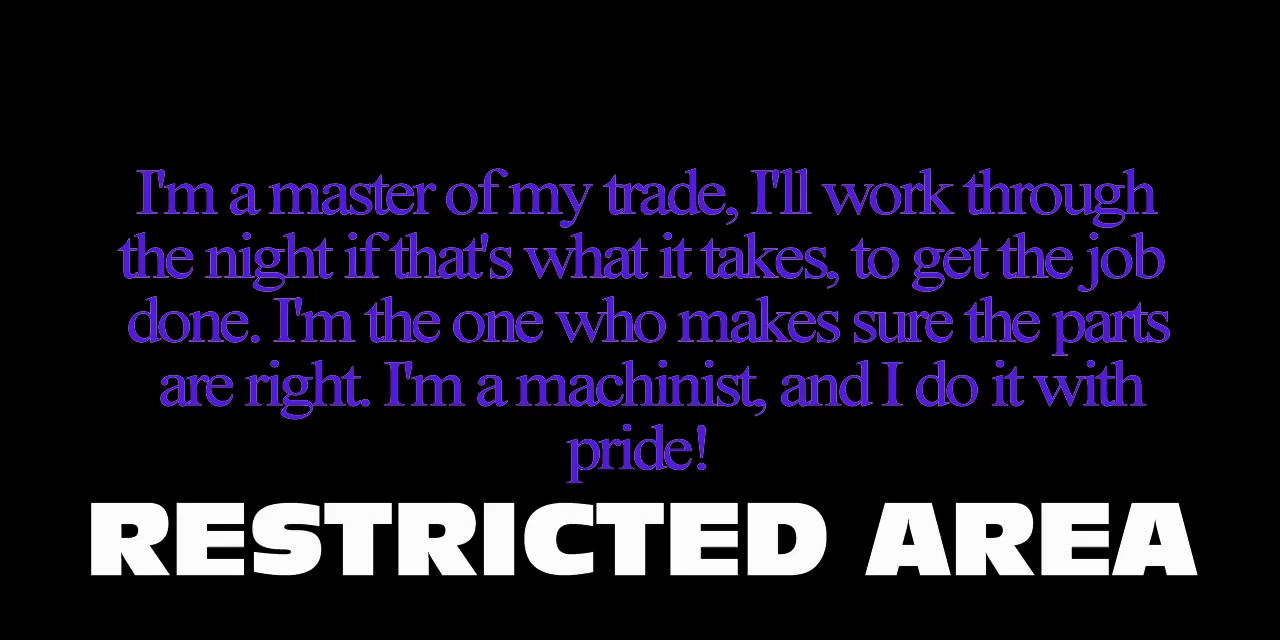 I'm a master of my trade, I'll work through
the night if that's what it takes, to get the job
done. I'm the one who makes sure the parts
are right. I'm a machinist, and I do it with
pride!
RESTRICTED AREA